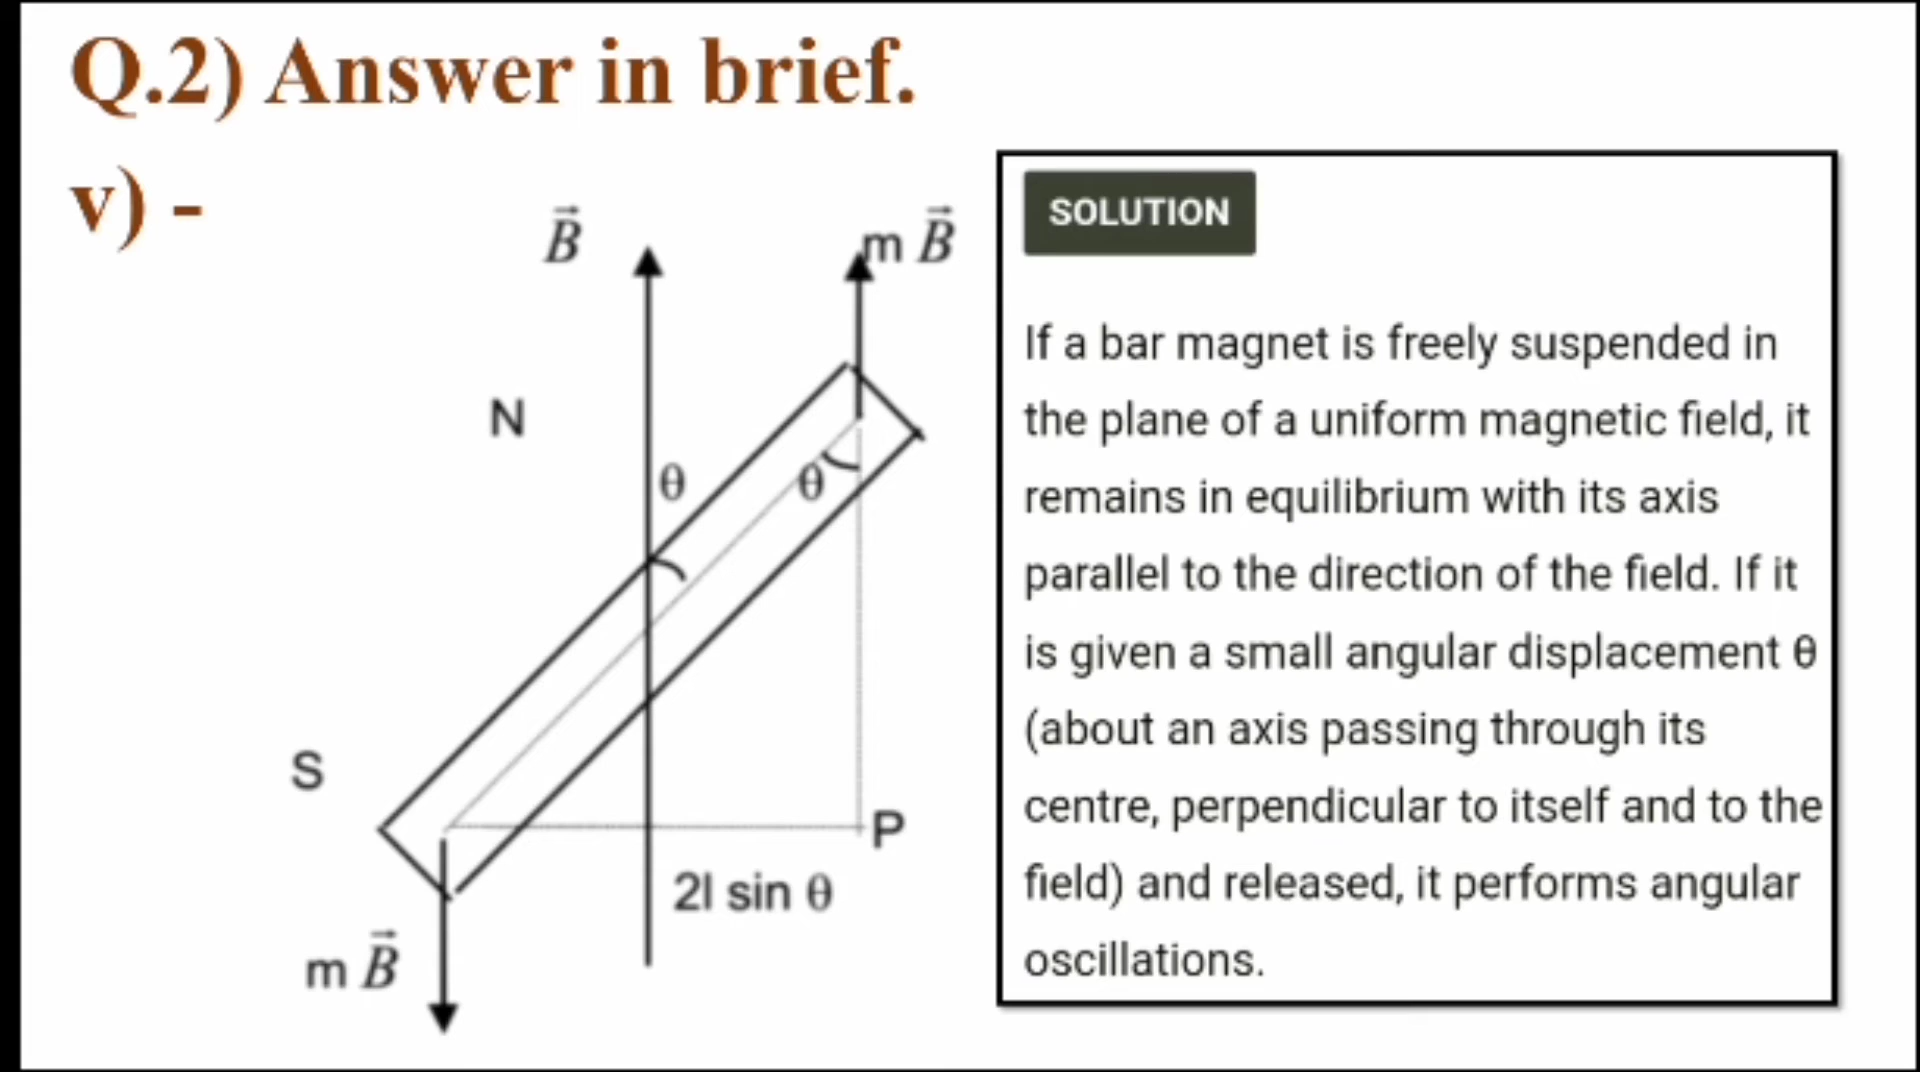 Q.2) Answer in brief.
v) -
B⃗
m B⃗
N
θ
θ
S
P
2l sin θ
m B⃗
SOLUTION
If a bar magnet is freely suspended in
the plane of a uniform magnetic field, it
remains in equilibrium with its axis
parallel to the direction of the field. If it
is given a small angular displacement θ
(about an axis passing through its
centre, perpendicular to itself and to the
field) and released, it performs angular
oscillations.